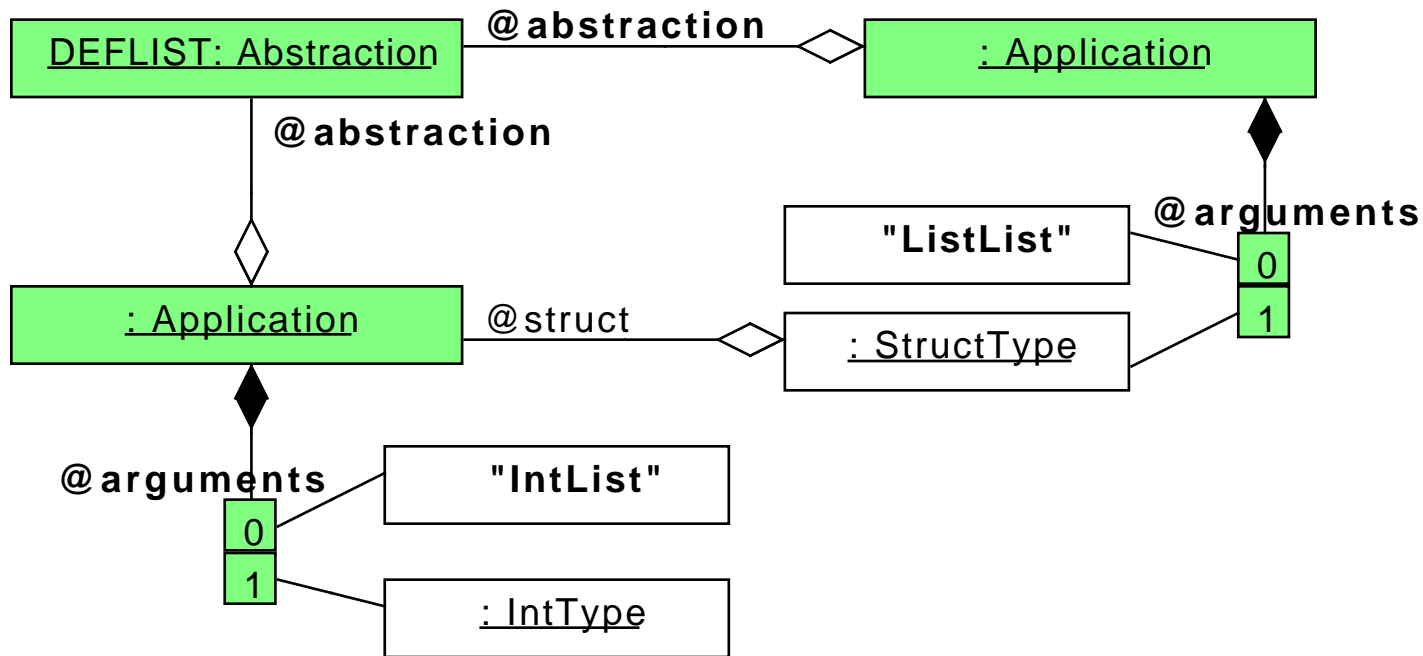 DEFLIST: Abstraction
@abstraction
: Application
@abstraction
@arguments
"ListList"
0
: Application
@struct
: StructType
1
@arguments
"IntList"
0
1
: IntType